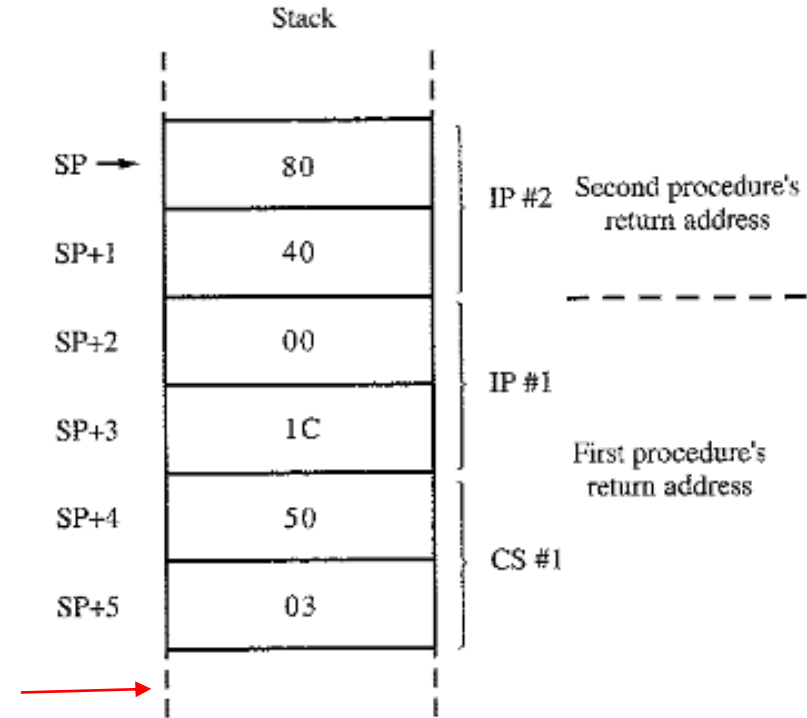 Stack
SP
80
IP #2
Second procedure's
return address
SP+1
40
SP+2
00
IP #1
SP+3
1C
First procedure's
return address
SP+4
50
CS #1
SP+5
03